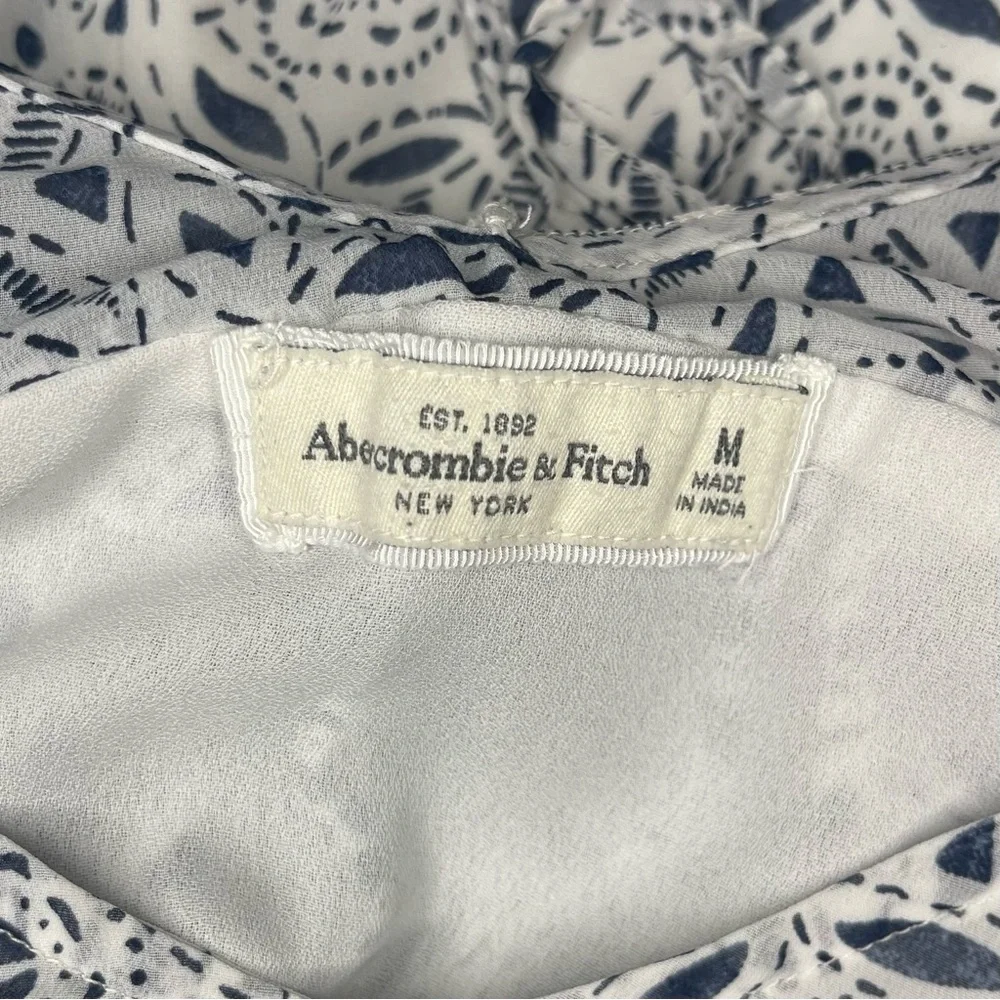 EST. 1892
Abercrombie & Fitch
NEW YORK
M
MADE
IN INDIA